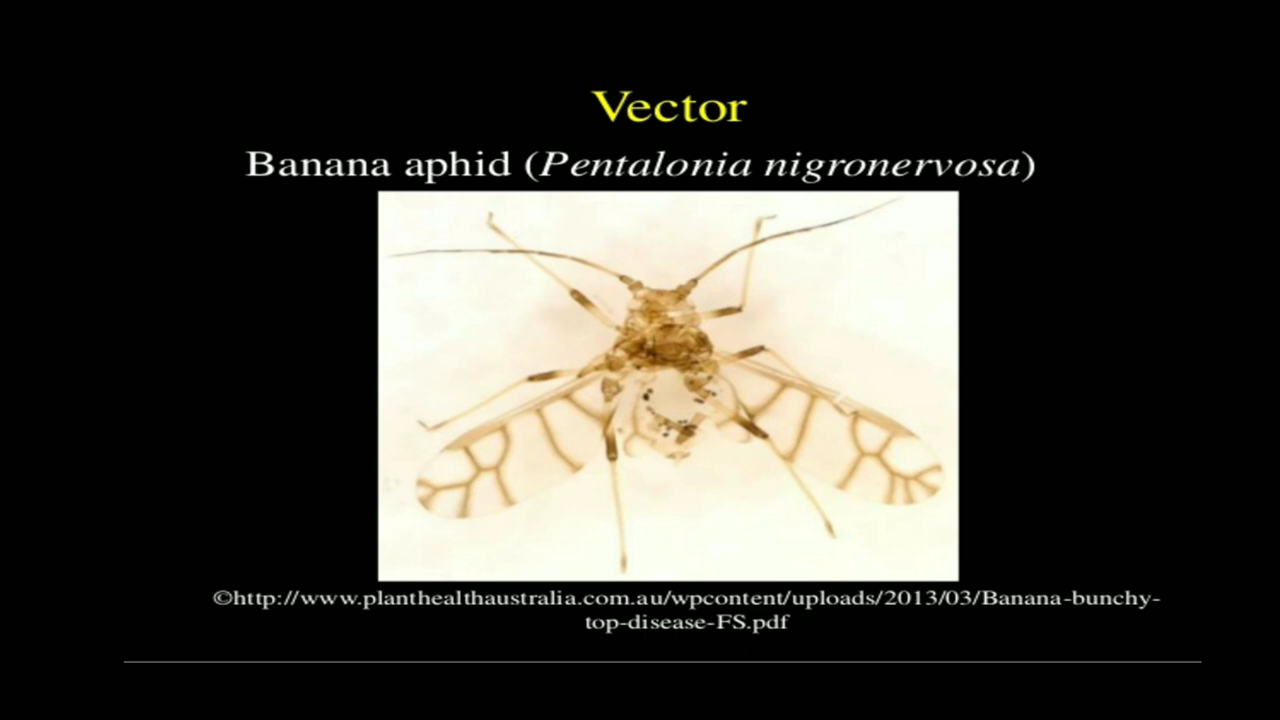 Vector
Banana aphid (Pentalonia nigronervosa)
©http://www.planthealthaustralia.com.au/wpcontent/uploads/2013/03/Banana-bunchy-
top-disease-FS.pdf